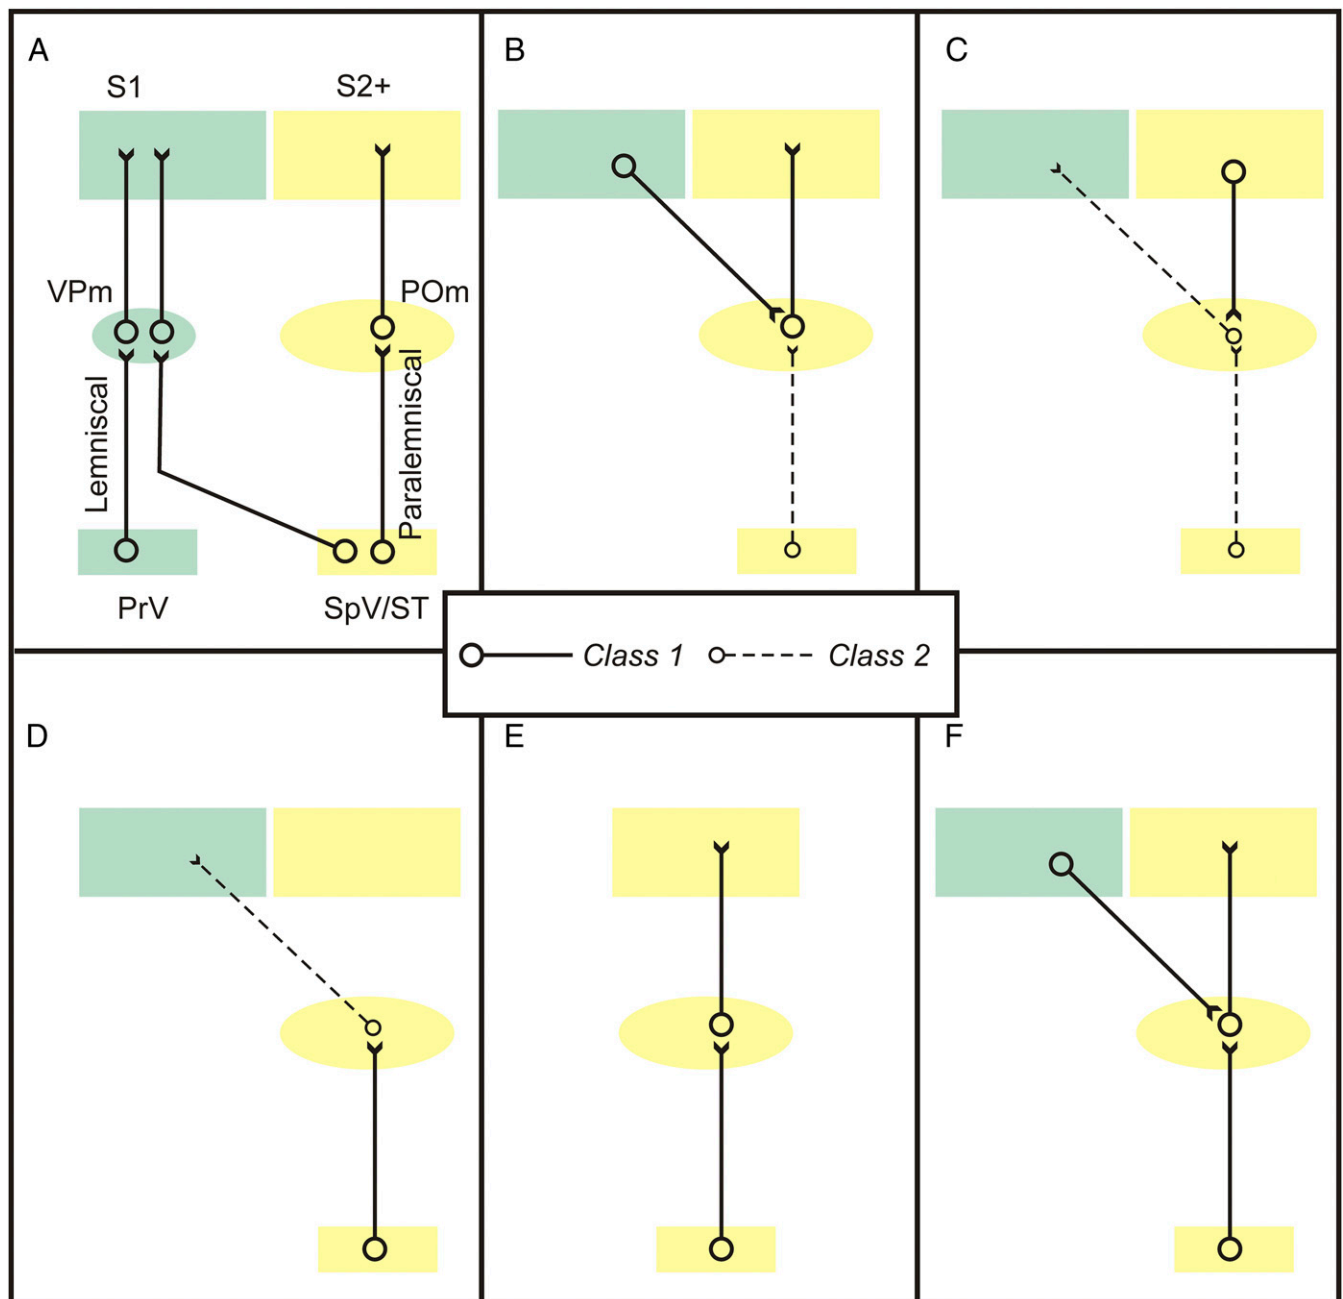 A
B
C
S1
S2+
VPm
POm
Lemniscal
Paralemniscal
PrV
SpV/ST
Class 1
Class 2
D
E
F